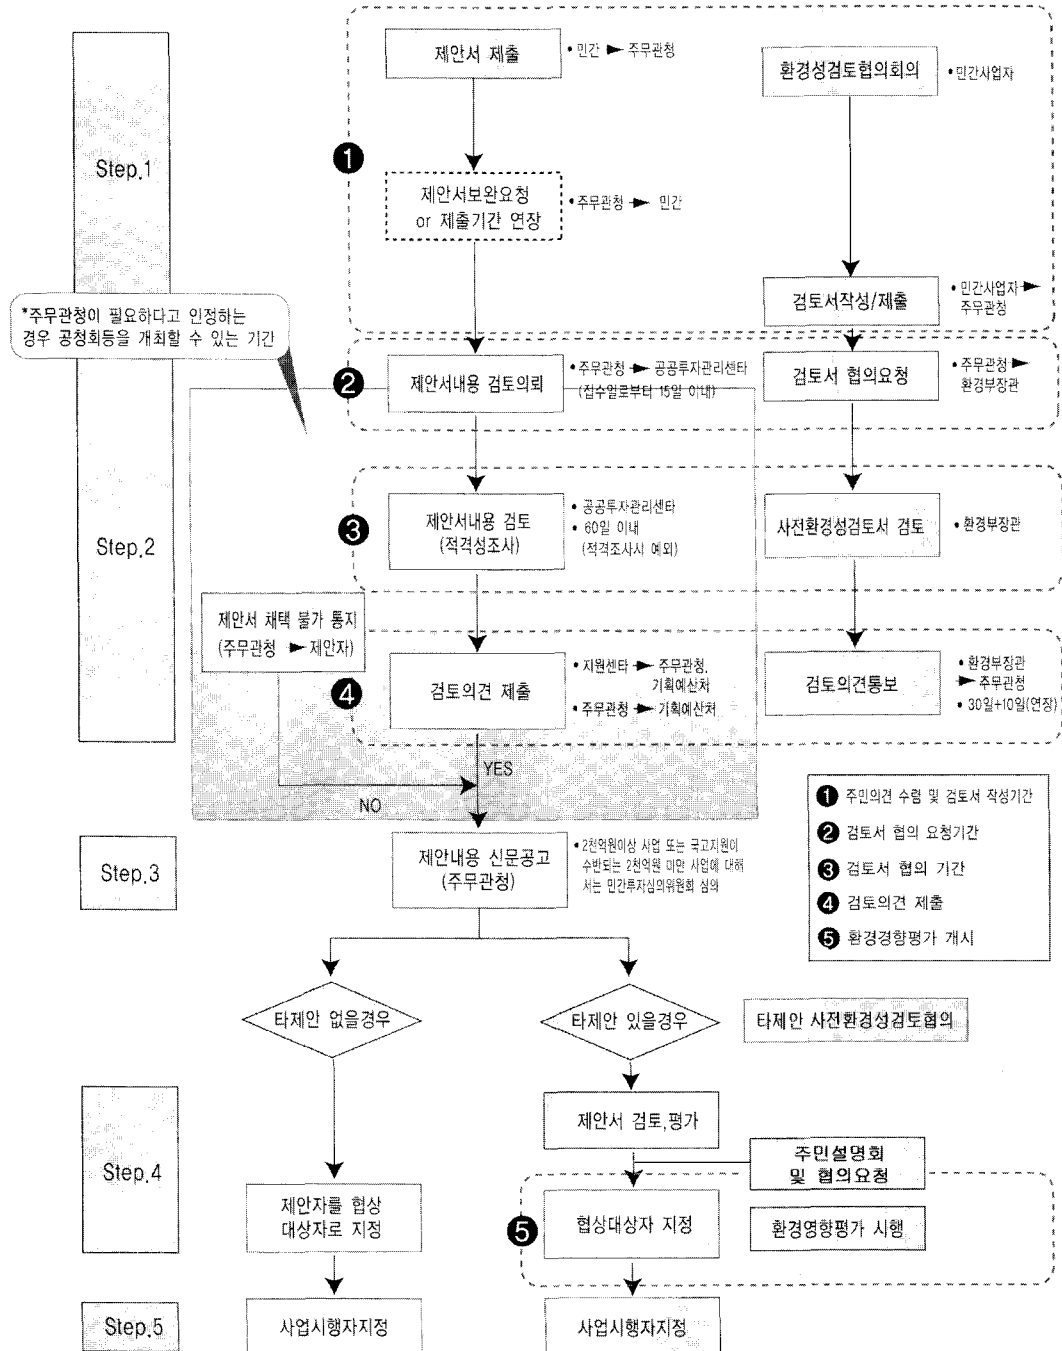 Step.1
제안서 제출
• 민간 ► 주무관청
환경성검토협의회의
• 민간사업자
❶
제안서보완요청
or 제출기간 연장
• 주무관청 ► 민간
검토서작성/제출
• 민간사업자 ►
주무관청
*주무관청이 필요하다고 인정하는
경우 공청회등을 개최할 수 있는 기간
❷
제안서내용 검토의뢰
• 주무관청 ► 공공투자관리센타
(접수일로부터 15일 이내)
검토서 협의요청
• 주무관청 ►
환경부장관
Step.2
❸
제안서내용 검토
(적격성조사)
• 공공투자관리센타
• 60일 이내
(적격조사시 예외)
사전환경성검토서 검토
• 환경부장관
제안서 채택 불가 통지
(주무관청 ► 제안자)
❹
검토의견 제출
• 지원센타 ► 주무관청,
기획예산처
• 주무관청 ► 기획예산처
검토의견통보
• 환경부장관
► 주무관청
• 30일+10일(연장)
YES
NO
❶ 주민의견 수렴 및 검토서 작성기간
❷ 검토서 협의 요청기간
❸ 검토서 협의 기간
❹ 검토의견 제출
❺ 환경경향평가 개시
Step.3
제안내용 신문공고
(주무관청)
• 2천억원이상 사업 또는 국고지원이
수반되는 2천억원 미만 사업에 대해
서는 민간투자심의위원회 심의
타제안 없을경우
타제안 있을경우
타제안 사전환경성검토협의
Step.4
제안서 검토,평가
주민설명회
및 협의요청
제안자를 협상
대상자로 지정
❺
협상대상자 지정
환경영향평가 시행
Step.5
사업시행자지정
사업시행자지정